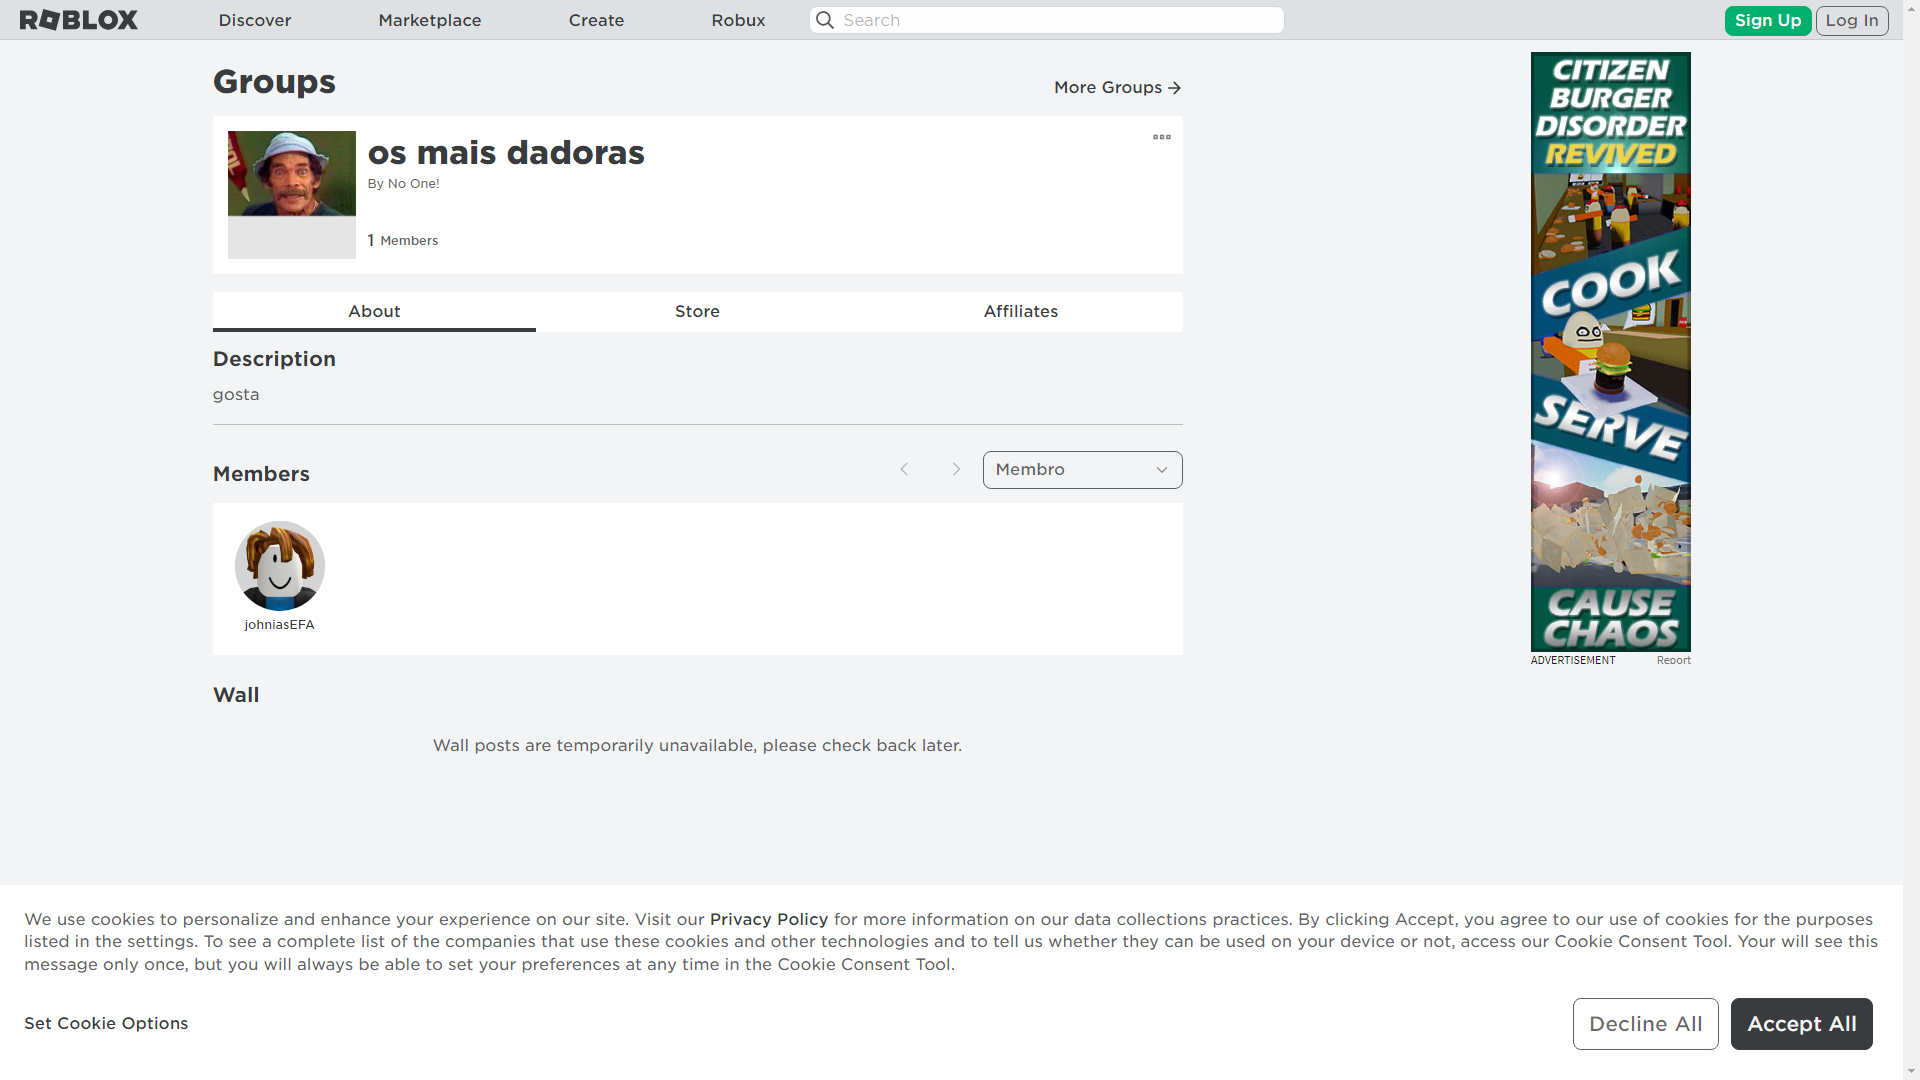 ROBLOX
Discover
Marketplace
Create
Robux
Search
Sign Up
Log In
Groups
More Groups
os mais dadoras
By No One!
1 Members
About
Store
Affiliates
Description
gosta
Members
Membro
johniasEFA
Wall
Wall posts are temporarily unavailable, please check back later.
CITIZEN
BURGER
DISORDER
REVIVED
COOK
SERVE
CAUSE
CHAOS
ADVERTISEMENT
Report
We use cookies to personalize and enhance your experience on our site. Visit our Privacy Policy for more information on our data collections practices. By clicking Accept, you agree to our use of cookies for the purposes
listed in the settings. To see a complete list of the companies that use these cookies and other technologies and to tell us whether they can be used on your device or not, access our Cookie Consent Tool. Your will see this
message only once, but you will always be able to set your preferences at any time in the Cookie Consent Tool.
Set Cookie Options
Decline All
Accept All